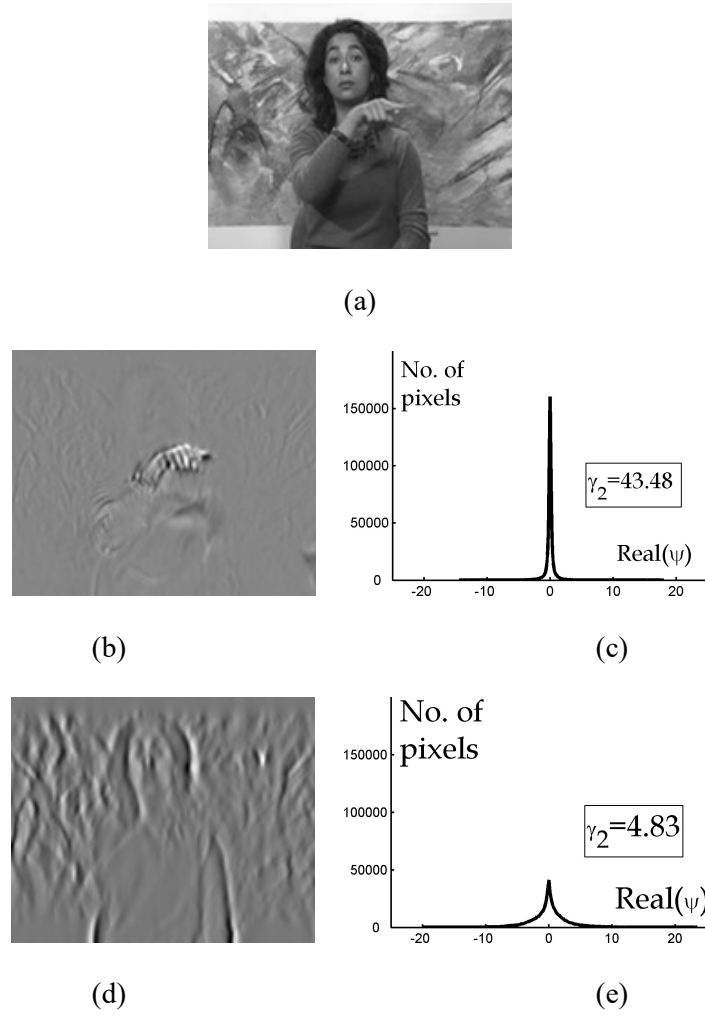 (a)
No. of
pixels
150000
100000
50000
0
-20 -10 0 10 20
γ2=43.48
Real(ψ)
(b) (c)
No. of
pixels
150000
100000
50000
0
-20 -10 0 10 20
γ2=4.83
Real(ψ)
(d) (e)